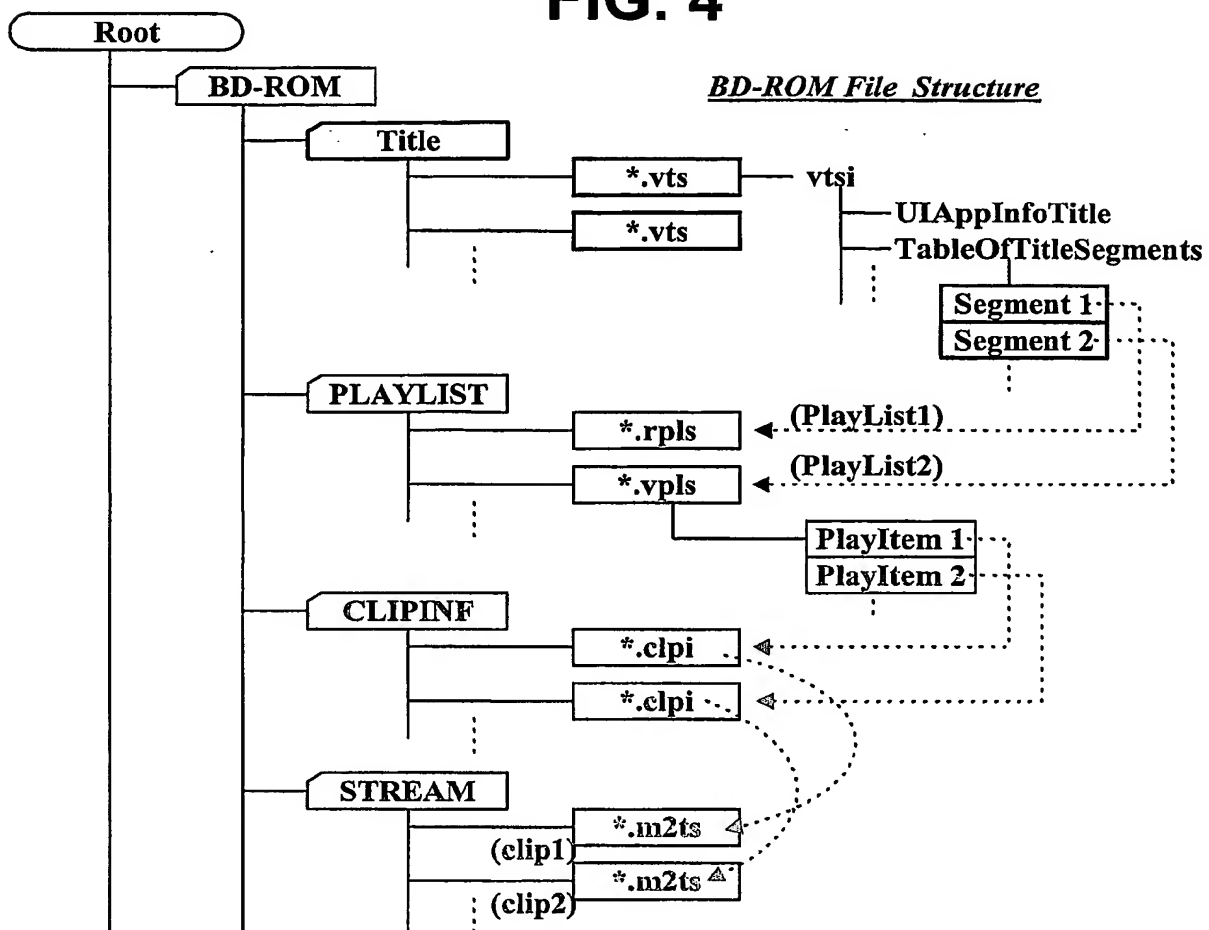 FIG. 4
Root
BD-ROM
BD-ROM File Structure
Title
*.vts
vtsi
UIAppInfoTitle
*.vts
TableOfTitleSegments
Segment 1
Segment 2
PLAYLIST
*.rpls
(PlayList1)
*.vpls
(PlayList2)
PlayItem 1
PlayItem 2
CLIPINF
*.clpi
*.clpi
STREAM
*.m2ts
(clip1)
*.m2ts
(clip2)